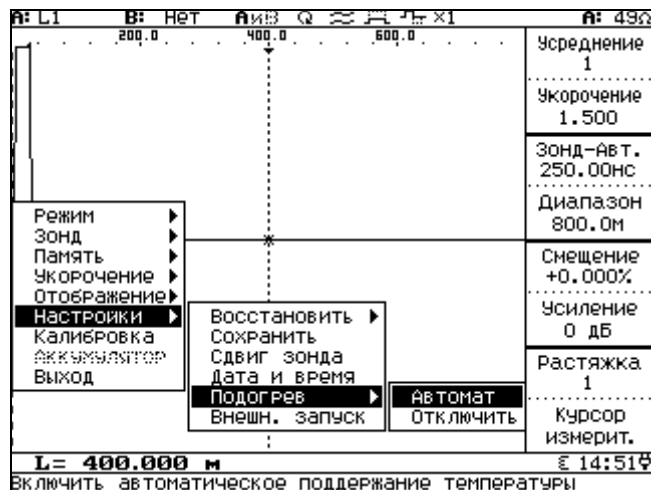 А: L1 В: Нет АиВ Q ×1 А: 49Ω
200.0 400.0 600.0
Усреднение
1
Укорочение
1.500
Зонд-Авт.
250.00нс
Диапазон
800.0м
Смещение
+0.000%
Усиление
0 дБ
Растяжка
1
Курсор
измерит.
Режим
Зонд
Память
Укорочение
Отображение
Настройки
Калибровка
Аккумулятор
Выход
Восстановить
Сохранить
Сдвиг зонда
Дата и время
Подогрев
Внешн. запуск
Автомат
Отключить
L= 400.000 м
14:51
Включить автоматическое поддержание температуры